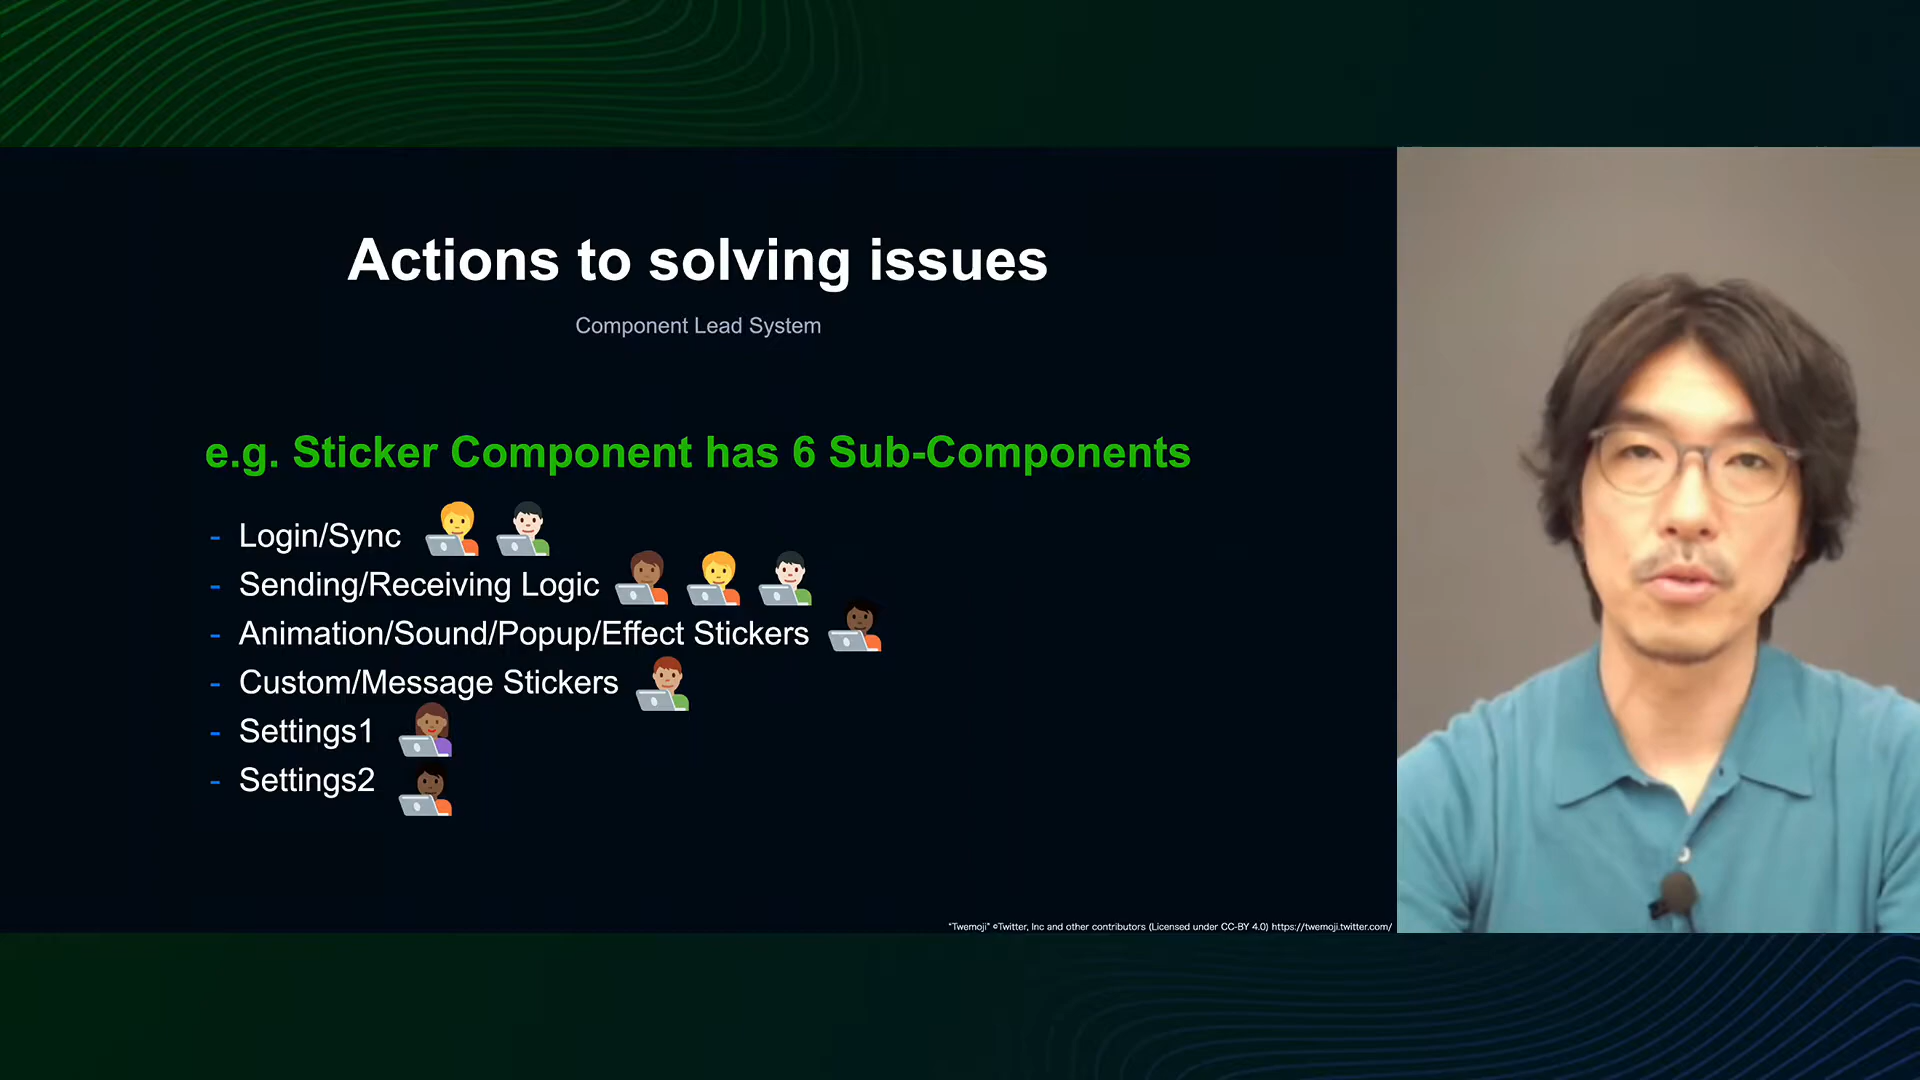 Actions to solving issues
Component Lead System
e.g. Sticker Component has 6 Sub-Components
- Login/Sync
- Sending/Receiving Logic
- Animation/Sound/Popup/Effect Stickers
- Custom/Message Stickers
- Settings1
- Settings2
"Twemoji" ©Twitter, Inc and other contributors (Licensed under CC-BY 4.0) https://twemoji.twitter.com/